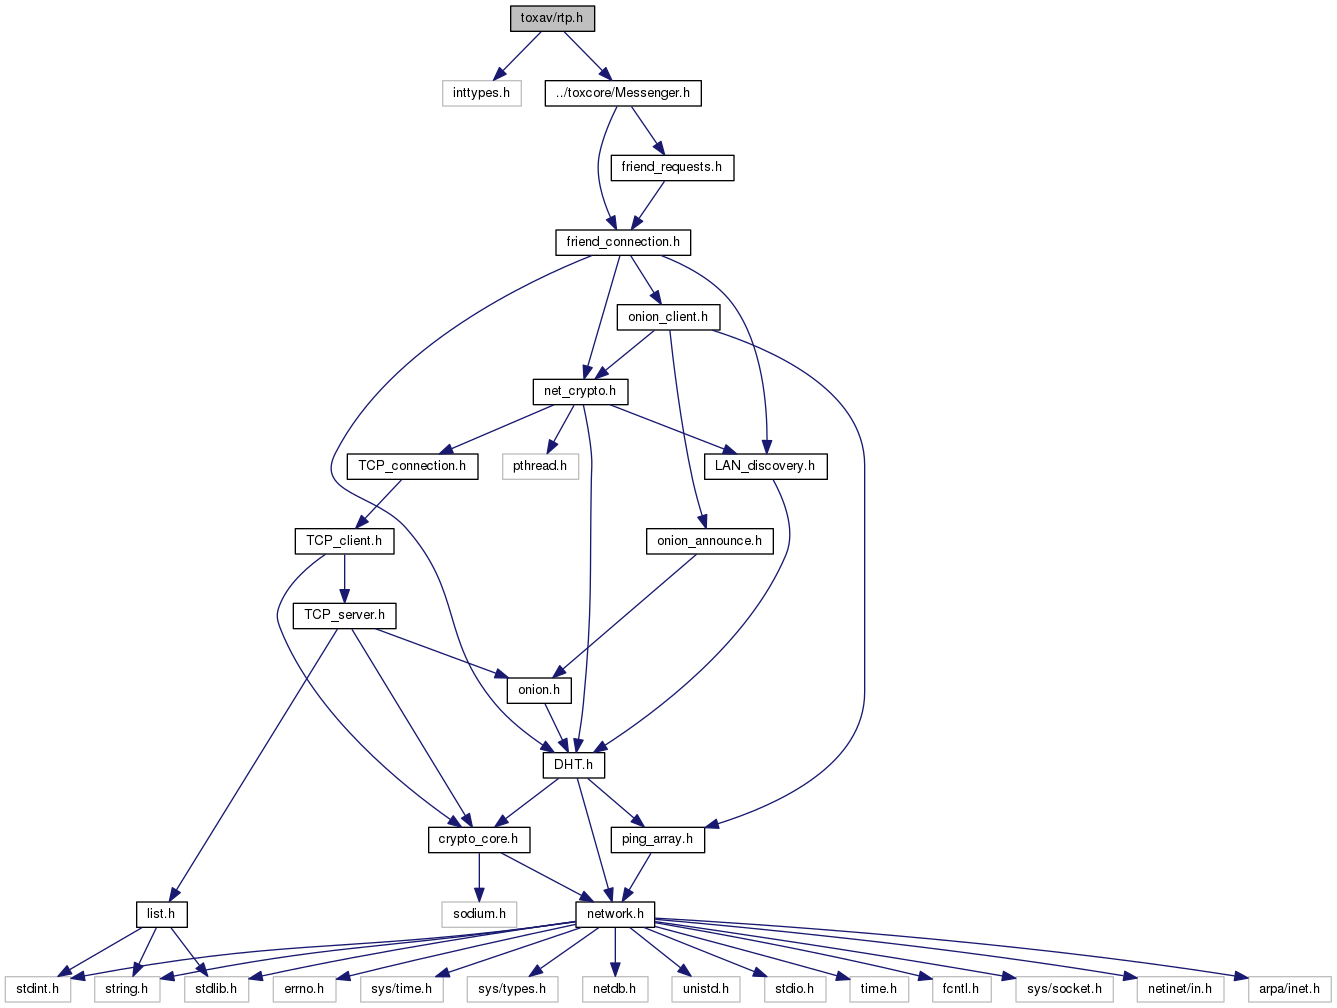 toxav/rtp.h
inttypes.h
../toxcore/Messenger.h
friend_requests.h
friend_connection.h
onion_client.h
net_crypto.h
TCP_connection.h
pthread.h
LAN_discovery.h
TCP_client.h
onion_announce.h
TCP_server.h
onion.h
DHT.h
crypto_core.h
ping_array.h
list.h
sodium.h
network.h
stdint.h
string.h
stdlib.h
errno.h
sys/time.h
sys/types.h
netdb.h
unistd.h
stdio.h
time.h
fcntl.h
sys/socket.h
netinet/in.h
arpa/inet.h